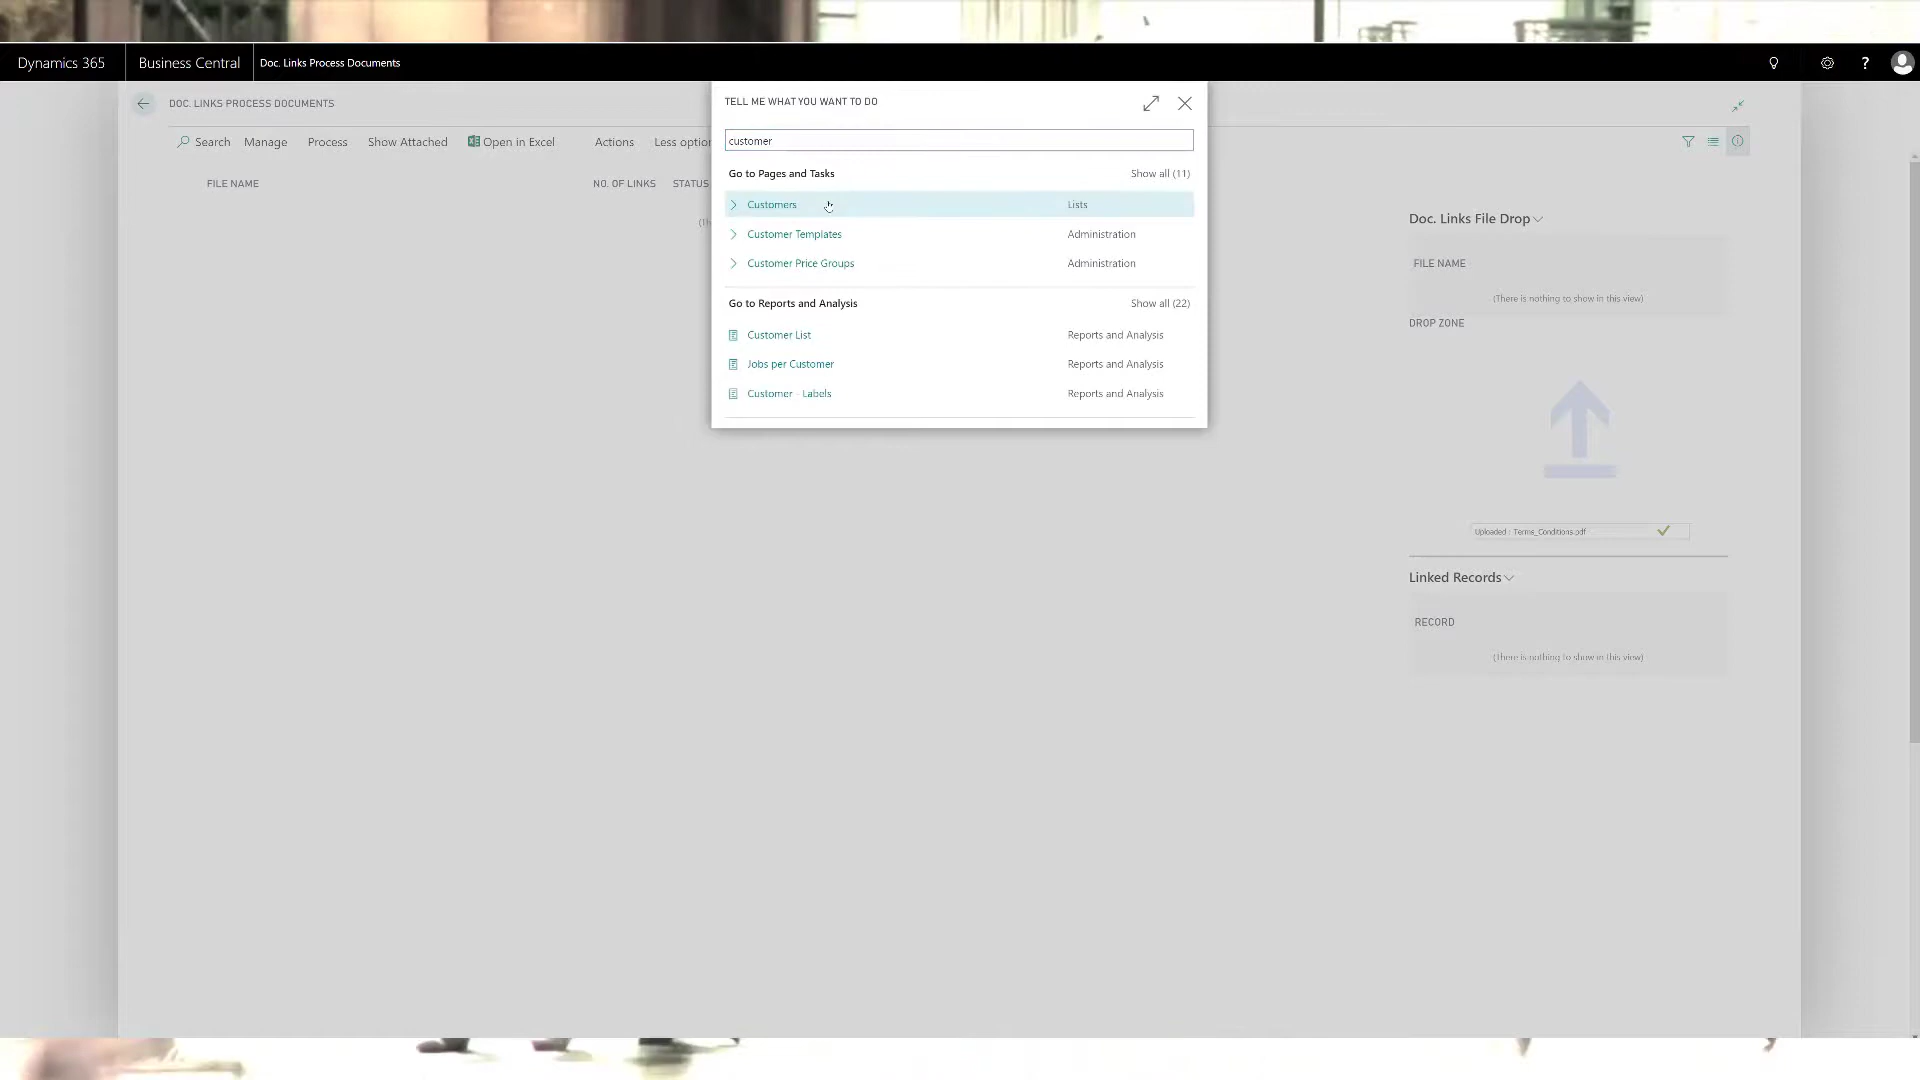 Dynamics 365 Business Central Doc. Links Process Documents ?
DOC. LINKS PROCESS DOCUMENTS
TELL ME WHAT YOU WANT TO DO
Search Manage Process Show Attached Open in Excel Actions Less
customer
FILE NAME NO. OF LINKS STATUS
Go to Pages and Tasks Show all (11)
Customers Lists
Customer Templates Administration
Customer Price Groups Administration
Go to Reports and Analysis Show all (22)
Customer List Reports and Analysis
Jobs per Customer Reports and Analysis
Customer - Labels Reports and Analysis
Doc. Links File Drop
FILE NAME
(There is nothing to show in this view)
DROP ZONE
Uploaded : Terms_Conditions.pdf
Linked Records
RECORD
(There is nothing to show in this view)